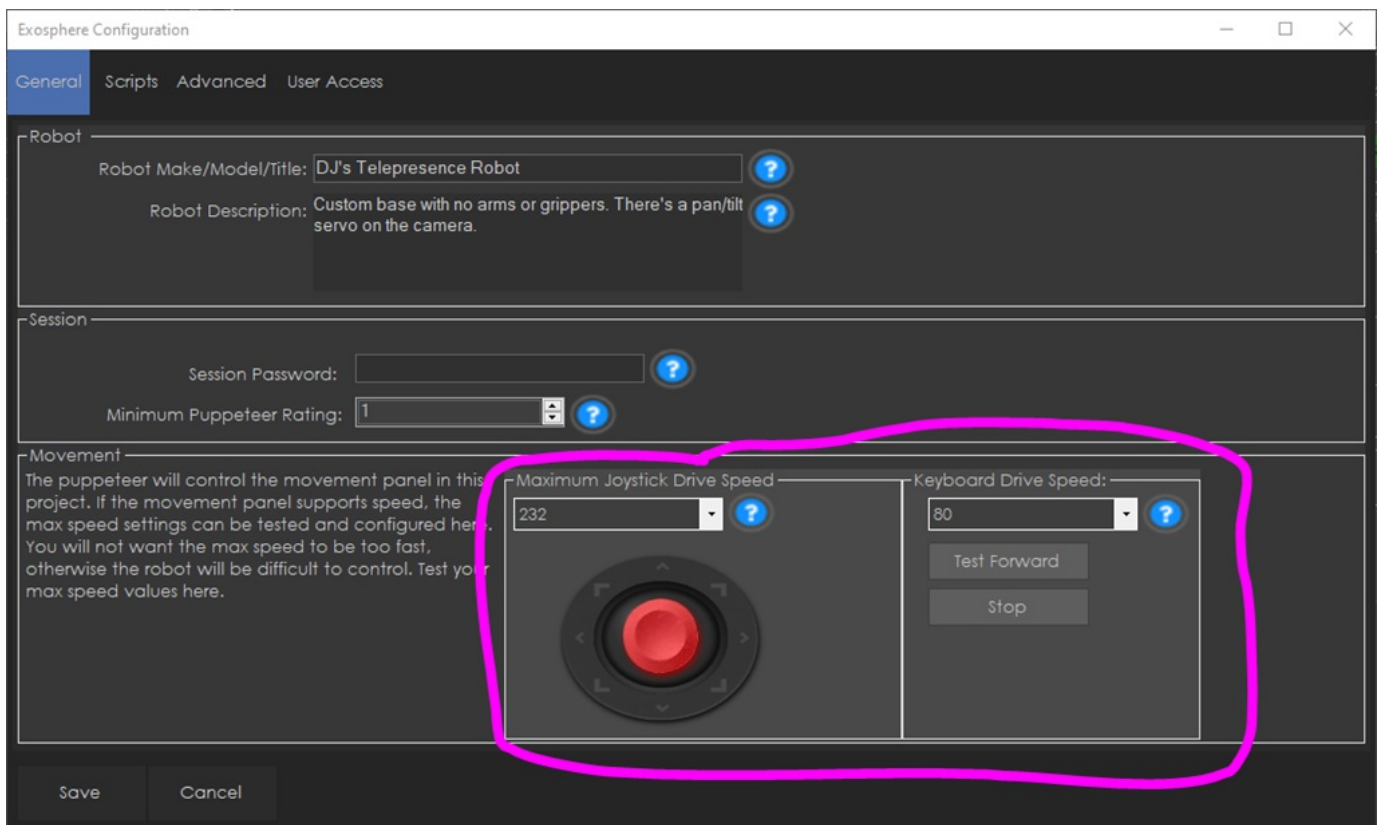 Exosphere Configuration
General Scripts Advanced User Access
Robot
Robot Make/Model/Title: DJ's Telepresence Robot
Robot Description: Custom base with no arms or grippers. There's a pan/tilt
servo on the camera.
Session
Session Password:
Minimum Puppeteer Rating: 1
Movement
The puppeteer will control the movement panel in this
project. If the movement panel supports speed, the
max speed settings can be tested and configured here.
You will not want the max speed to be too fast,
otherwise the robot will be difficult to control. Test your
max speed values here.
Maximum Joystick Drive Speed
232
Keyboard Drive Speed:
80
Test Forward
Stop
Save Cancel